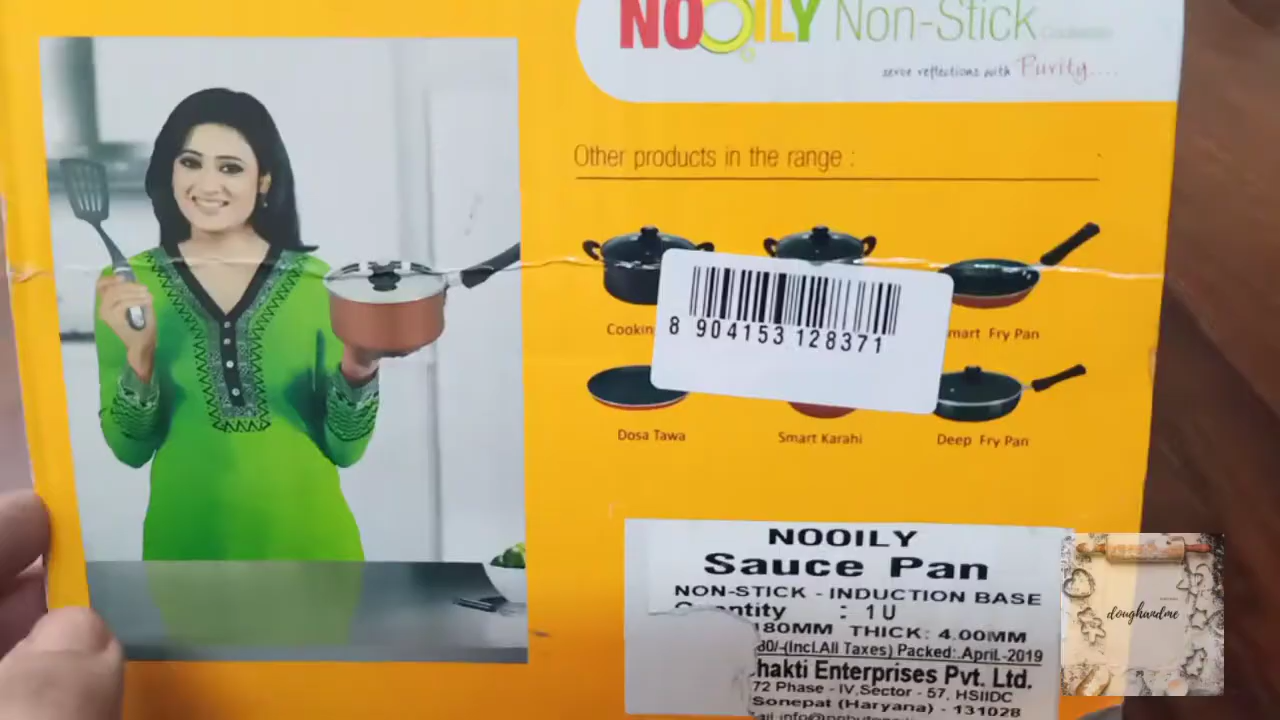 NOOILY Non-Stick
serve reflections with Purity....
Other products in the range :
Cookin
mart Fry Pan
8 904153 128371
Dosa Tawa
Smart Karahi
Deep Fry Pan
NOOILY
Sauce Pan
NON-STICK - INDUCTION BASE
: 1U
180MM THICK: 4.00MM
80/-(Incl.All Taxes) Packed:.April-2019
hakti Enterprises Pvt. Ltd.
72 Phase - IV,Sector - 57, HSIIDC
Sonepat (Haryana) - 131028
doughandme